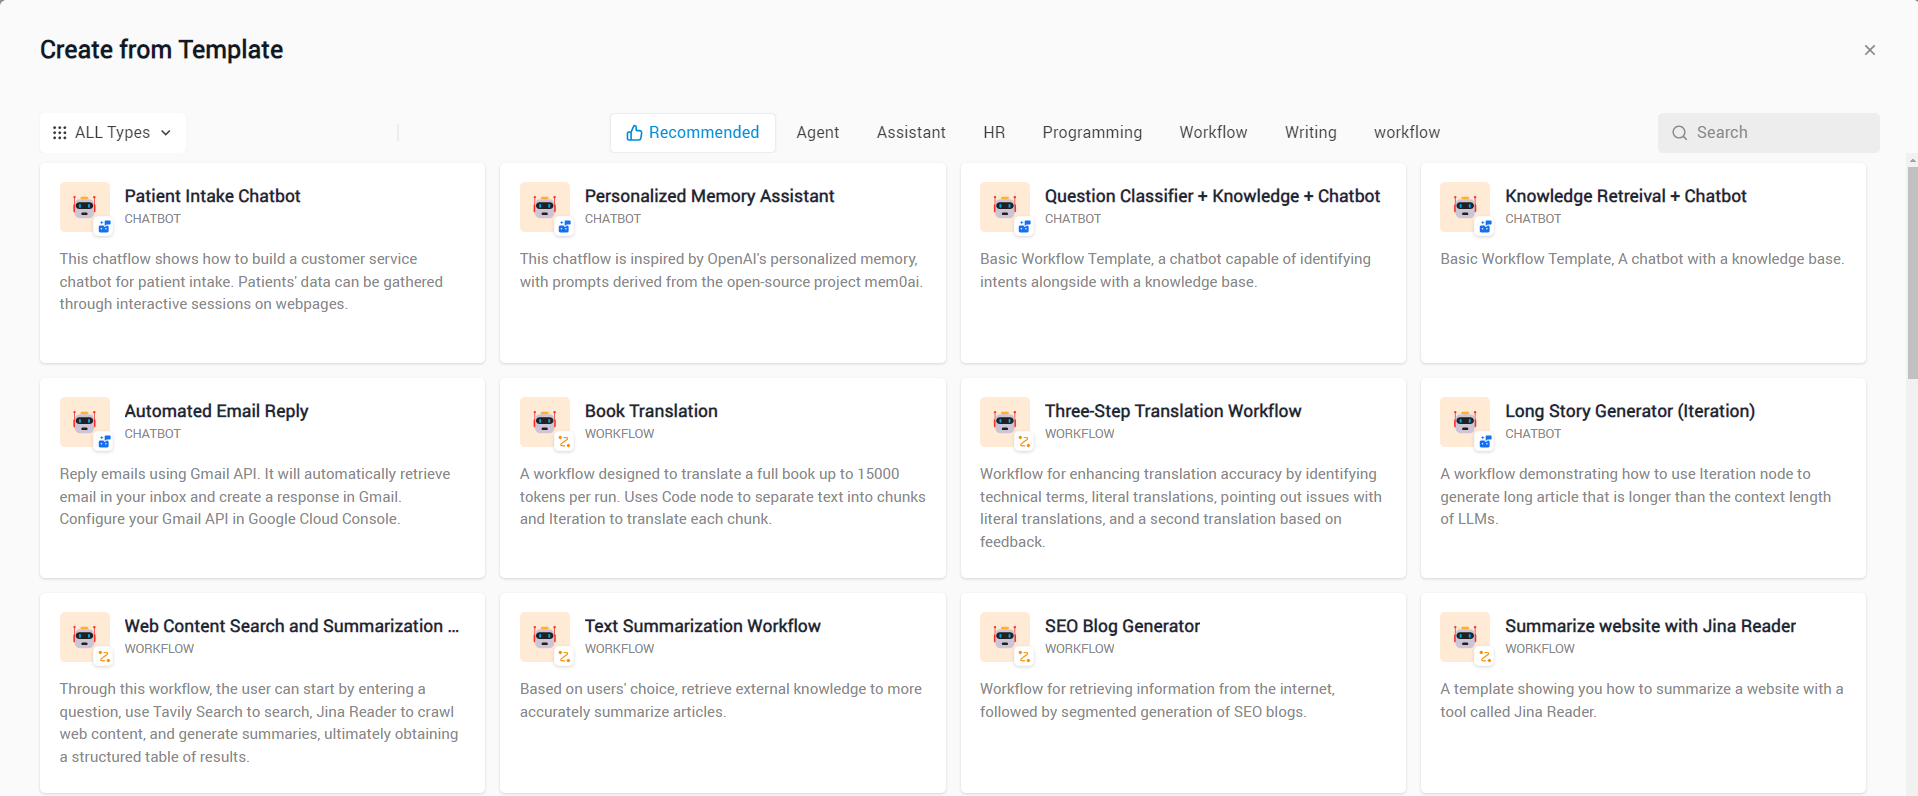 Create from Template
ALL Types
Recommended
Agent
Assistant
HR
Programming
Workflow
Writing
workflow
Search
Patient Intake Chatbot
CHATBOT
This chatflow shows how to build a customer service
chatbot for patient intake. Patients' data can be gathered
through interactive sessions on webpages.
Personalized Memory Assistant
CHATBOT
This chatflow is inspired by OpenAI's personalized memory,
with prompts derived from the open-source project mem0ai.
Question Classifier + Knowledge + Chatbot
CHATBOT
Basic Workflow Template, a chatbot capable of identifying
intents alongside with a knowledge base.
Knowledge Retreival + Chatbot
CHATBOT
Basic Workflow Template, A chatbot with a knowledge base.
Automated Email Reply
CHATBOT
Reply emails using Gmail API. It will automatically retrieve
email in your inbox and create a response in Gmail.
Configure your Gmail API in Google Cloud Console.
Book Translation
WORKFLOW
A workflow designed to translate a full book up to 15000
tokens per run. Uses Code node to separate text into chunks
and Iteration to translate each chunk.
Three-Step Translation Workflow
WORKFLOW
Workflow for enhancing translation accuracy by identifying
technical terms, literal translations, pointing out issues with
literal translations, and a second translation based on
feedback.
Long Story Generator (Iteration)
CHATBOT
A workflow demonstrating how to use Iteration node to
generate long article that is longer than the context length
of LLMs.
Web Content Search and Summarization ...
WORKFLOW
Through this workflow, the user can start by entering a
question, use Tavily Search to search, Jina Reader to crawl
web content, and generate summaries, ultimately obtaining
a structured table of results.
Text Summarization Workflow
WORKFLOW
Based on users' choice, retrieve external knowledge to more
accurately summarize articles.
SEO Blog Generator
WORKFLOW
Workflow for retrieving information from the internet,
followed by segmented generation of SEO blogs.
Summarize website with Jina Reader
WORKFLOW
A template showing you how to summarize a website with a
tool called Jina Reader.